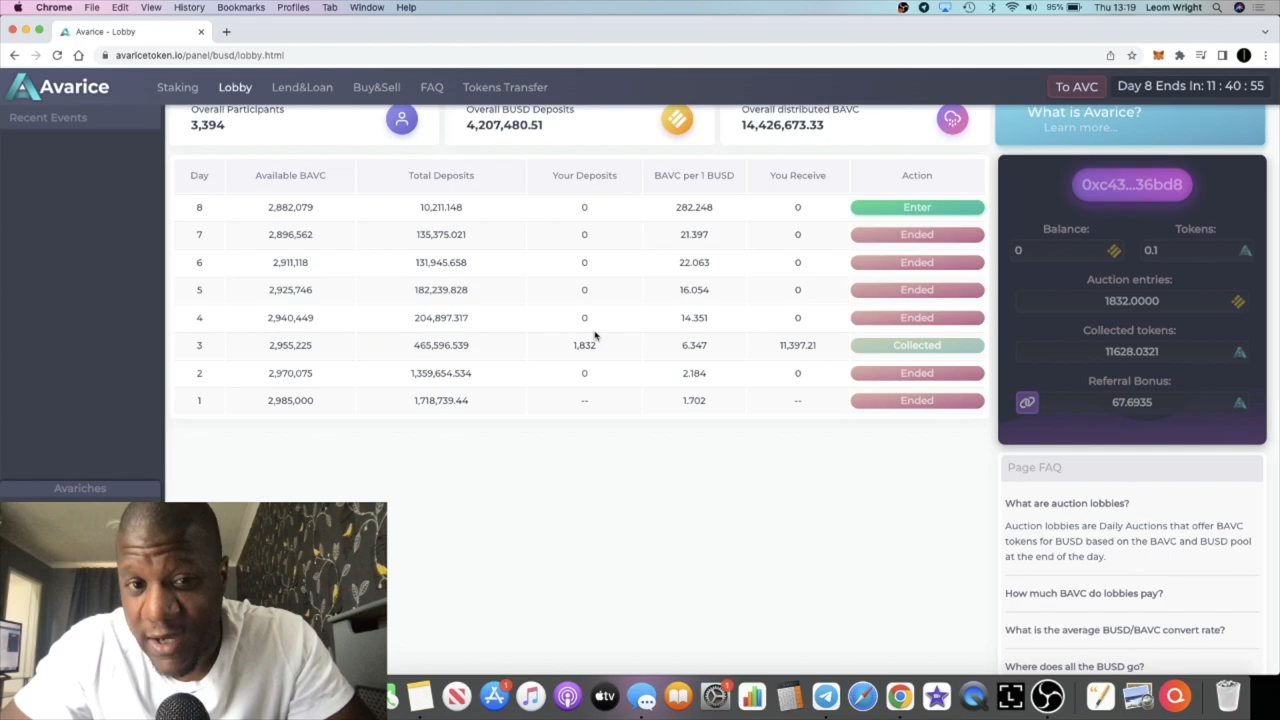 Chrome File Edit View History Bookmarks Profiles Tab Window Help 95% Thu 13:19 Leom Wright
Avarice - Lobby
avaricetoken.io/panel/busd/lobby.html
Avarice Staking Lobby Lend&Loan Buy&Sell FAQ Tokens Transfer To AVC Day 8 Ends In: 11 : 40 : 55
Recent Events
Overall Participants Overall BUSD Deposits Overall distributed BAVC
3,394 4,207,480.51 14,426,673.33
What is Avarice?
Learn more...
Day Available BAVC Total Deposits Your Deposits BAVC per 1 BUSD You Receive Action
8 2,882,079 10,211.148 0 282.248 0 Enter
7 2,896,562 135,375.021 0 21.397 0 Ended
6 2,911,118 131,945.658 0 22.063 0 Ended
5 2,925,746 182,239.828 0 16.054 0 Ended
4 2,940,449 204,897.317 0 14.351 0 Ended
3 2,955,225 465,596.539 1,832 6.347 11,397.21 Collected
2 2,970,075 1,359,654.534 0 2.184 0 Ended
1 2,985,000 1,718,739.44 -- 1.702 -- Ended
0xc43...36bd8
Balance: Tokens:
0 0.1
Auction entries:
1832.0000
Collected tokens:
11628.0321
Referral Bonus:
67.6935
Avariches
Page FAQ
What are auction lobbies?
Auction lobbies are Daily Auctions that offer BAVC
tokens for BUSD based on the BAVC and BUSD pool
at the end of the day.
How much BAVC do lobbies pay?
What is the average BUSD/BAVC convert rate?
Where does all the BUSD go?
tv
1
1